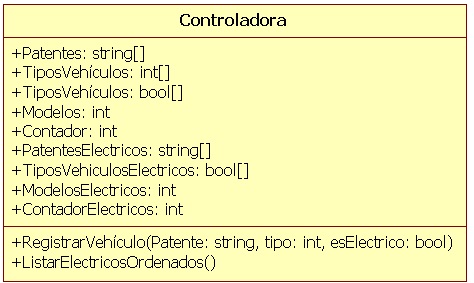 Controladora
+Patentes: string[]
+TiposVehículos: int[]
+TiposVehículos: bool[]
+Modelos: int
+Contador: int
+PatentesElectricos: string[]
+TiposVehiculosElectricos: bool[]
+ModelosElectricos: int
+ContadorElectricos: int
+RegistrarVehículo(Patente: string, tipo: int, esElectrico: bool)
+ListarElectricosOrdenados()